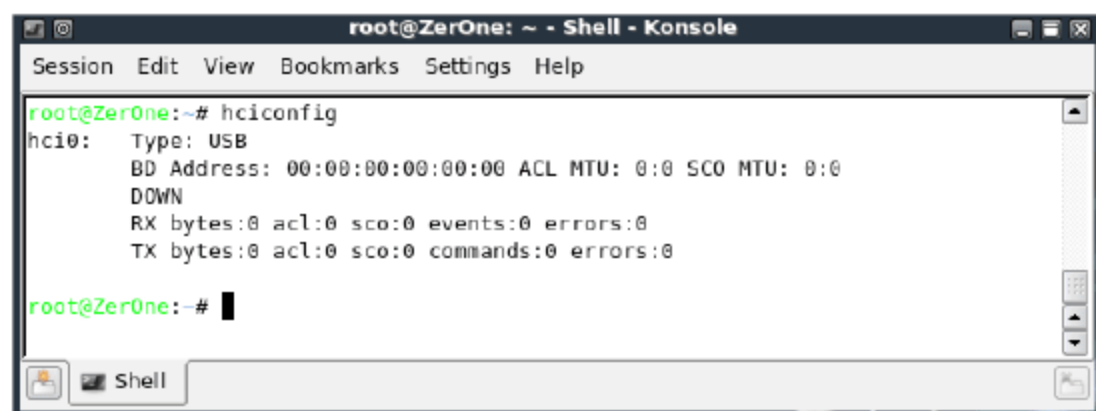 root@ZerOne: ~ - Shell - Konsole
Session Edit View Bookmarks Settings Help
root@ZerOne:~# hciconfig
hci0: Type: USB
BD Address: 00:00:00:00:00:00 ACL MTU: 0:0 SCO MTU: 0:0
DOWN
RX bytes:0 acl:0 sco:0 events:0 errors:0
TX bytes:0 acl:0 sco:0 commands:0 errors:0
root@ZerOne:~#
Shell